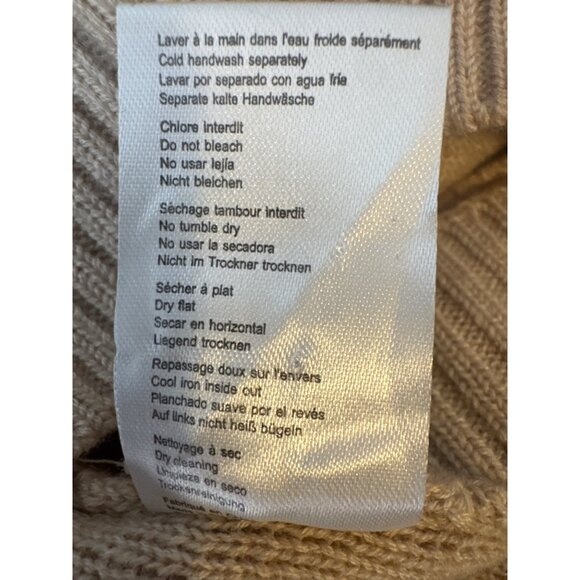 Laver à la main dans l'eau froide séparément
Cold handwash separately
Lavar por separado con agua fría
Separate kalte Handwäsche
Chlore interdit
Do not bleach
No usar lejía
Nicht bleichen
Séchage tambour interdit
No tumble dry
No usar la secadora
Nicht im Trockner trocknen
Sécher à plat
Dry flat
Secar en horizontal
Liegend trocknen
Repassage doux sur l'envers
Cool iron inside out
Planchado suave por el revés
Auf links nicht heiß bügeln
Nettoyage à sec
Dry cleaning
Limpieza en seco
Trocknenreinigung
Fabriqué